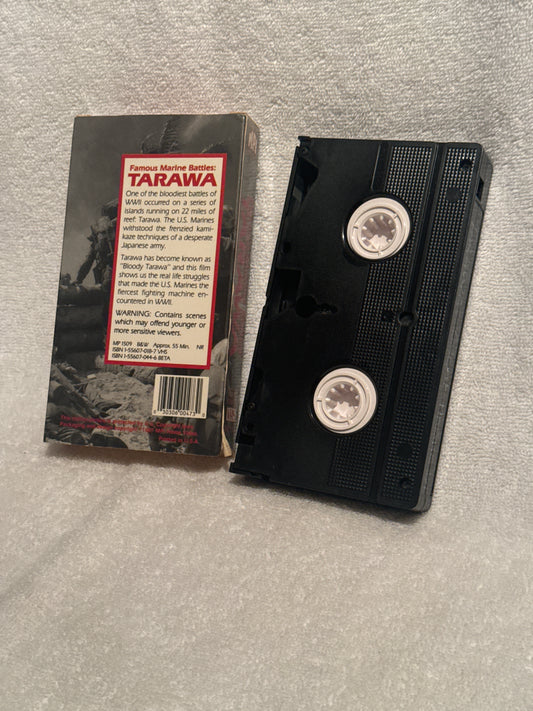 Famous Marine Battles:
TARAWA
One of the bloodiest battles of
WWII occurred on a series of
islands running on 22 miles of
reef: Tarawa. The U.S. Marines
withstood the frenzied kami-
kaze techniques of a desperate
Japanese army.
Tarawa has become known as
"Bloody Tarawa" and this film
shows us the real life struggles
that made the U.S. Marines the
fiercest fighting machine en-
countered in WWII.
WARNING: Contains scenes
which may offend younger or
more sensitive viewers.
MP 1509 B&W Approx. 55 Min. NR
ISBN 1-55607-018-7 VHS
ISBN 1-55607-044-6 BETA
Printed in U.S.A.